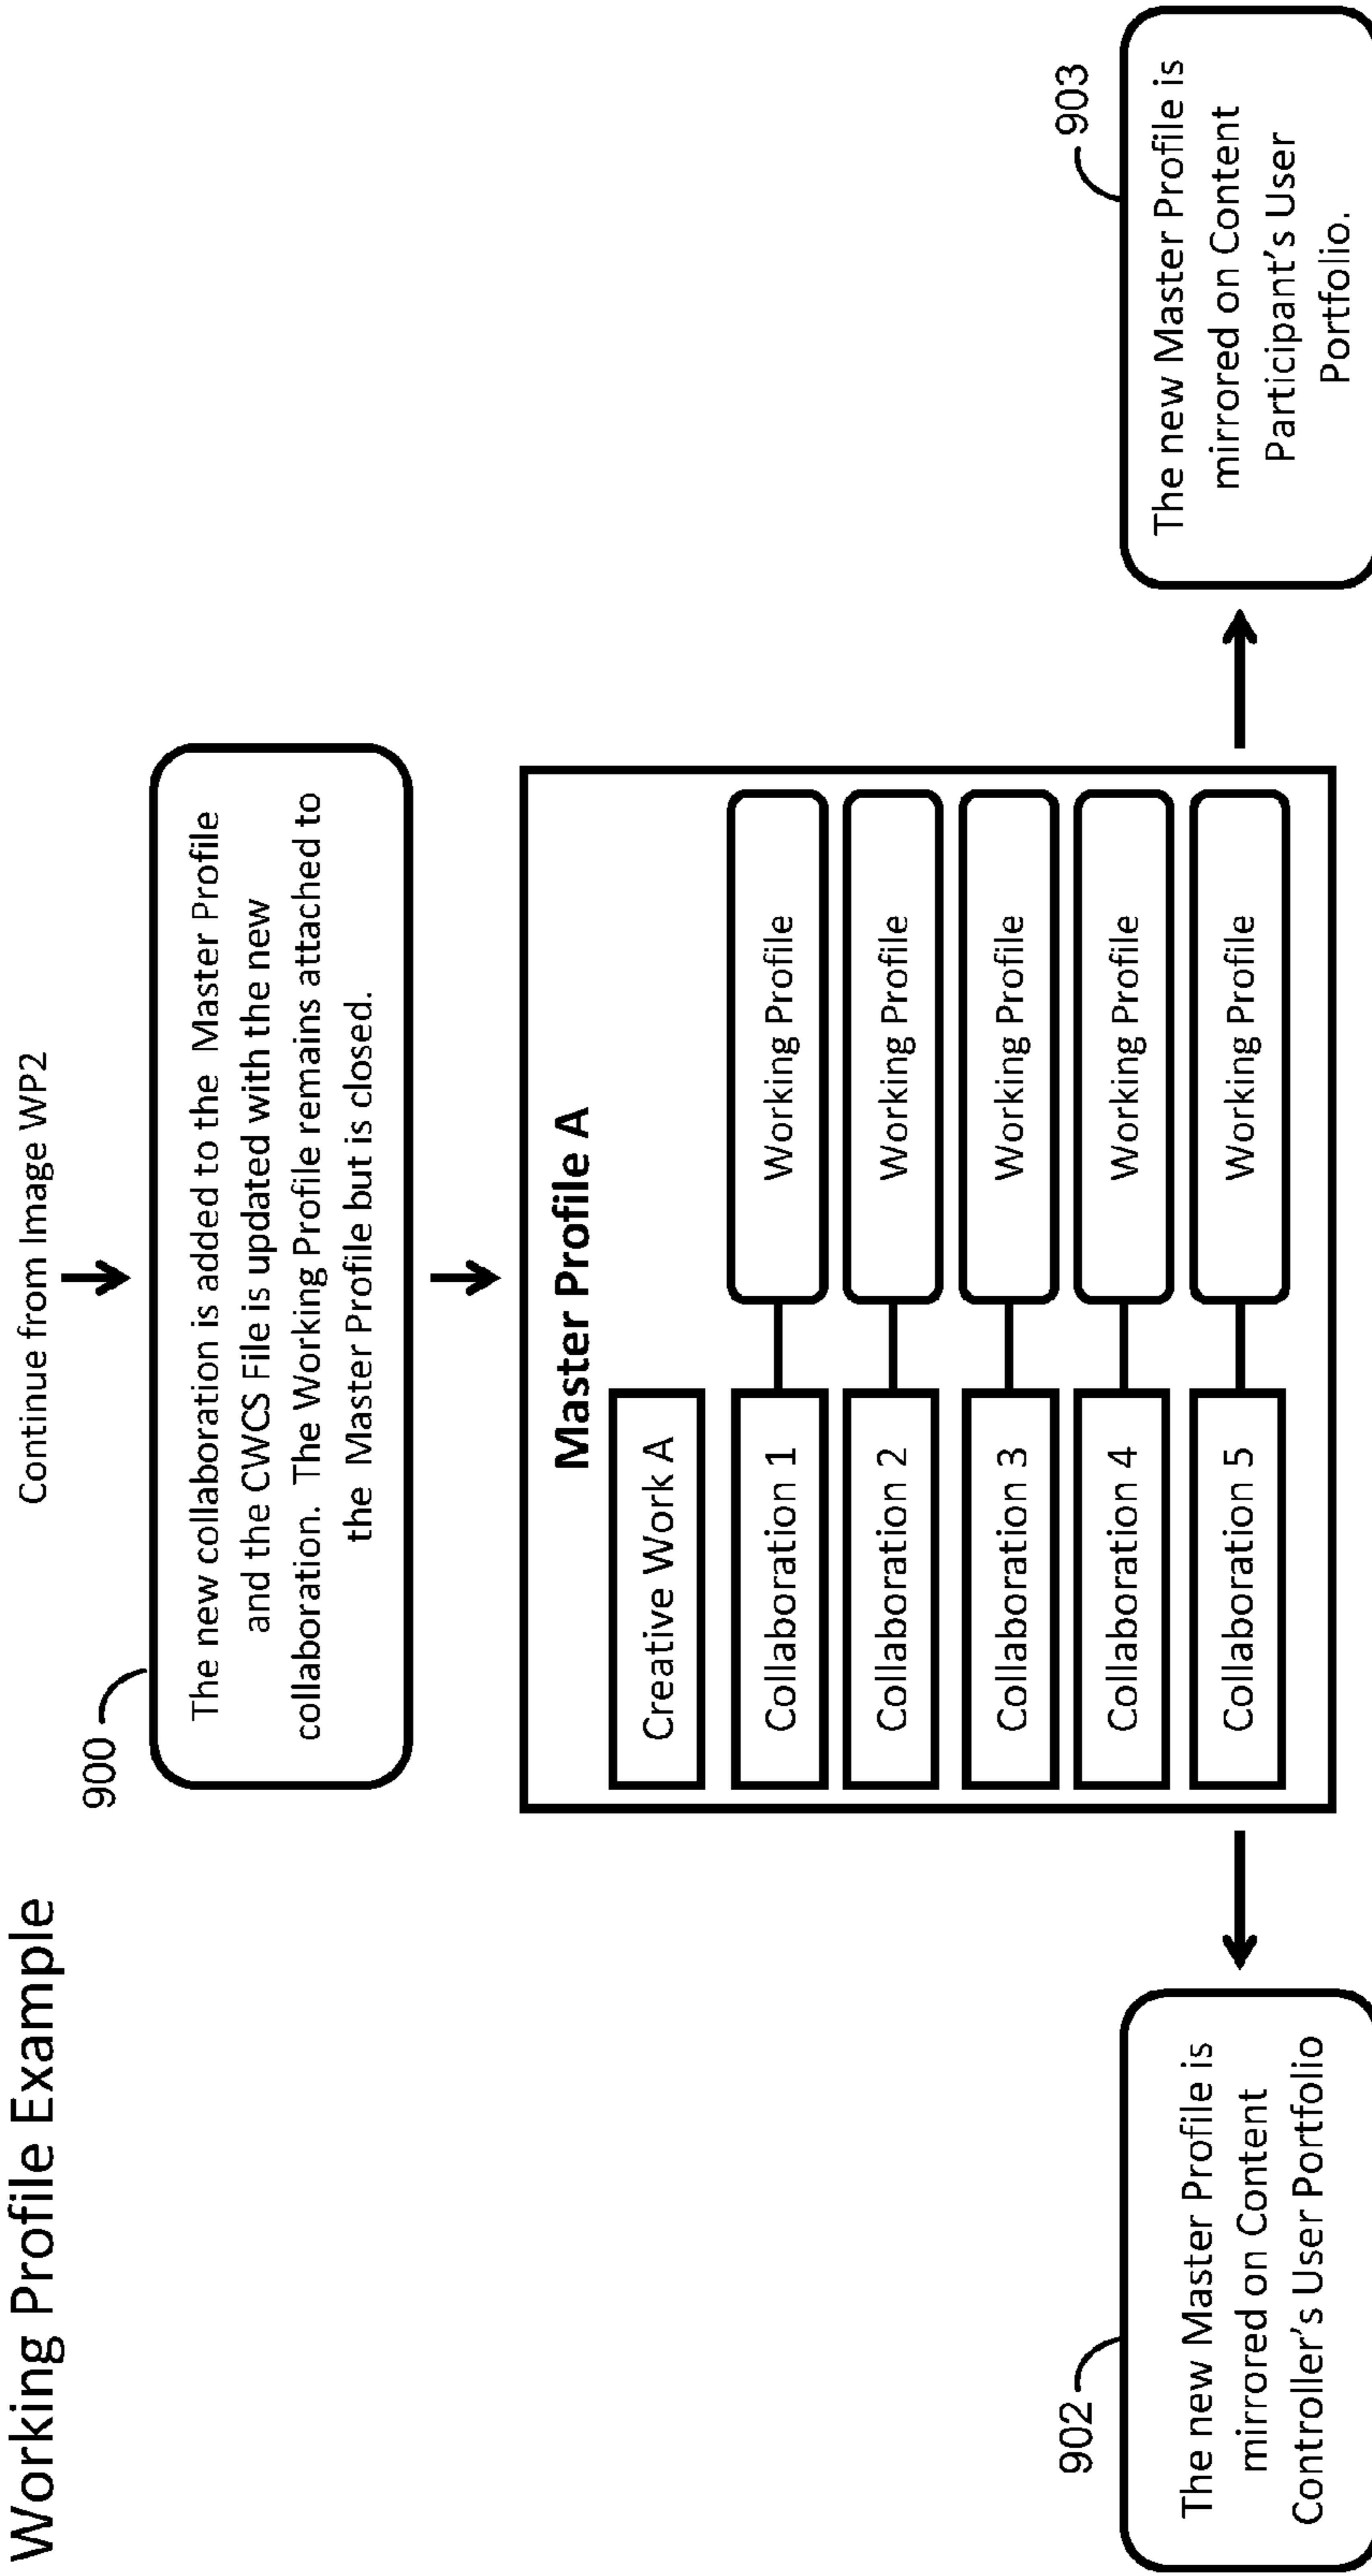 Working Profile Example
Continue from Image WP2
900
The new collaboration is added to the Master Profile
and the CWCS File is updated with the new
collaboration. The Working Profile remains attached to
the Master Profile but is closed.
Master Profile A
Creative Work A
Collaboration 1
Working Profile
Collaboration 2
Working Profile
Collaboration 3
Working Profile
Collaboration 4
Working Profile
Collaboration 5
Working Profile
902
The new Master Profile is
mirrored on Content
Controller's User Portfolio
903
The new Master Profile is
mirrored on Content
Participant's User
Portfolio.